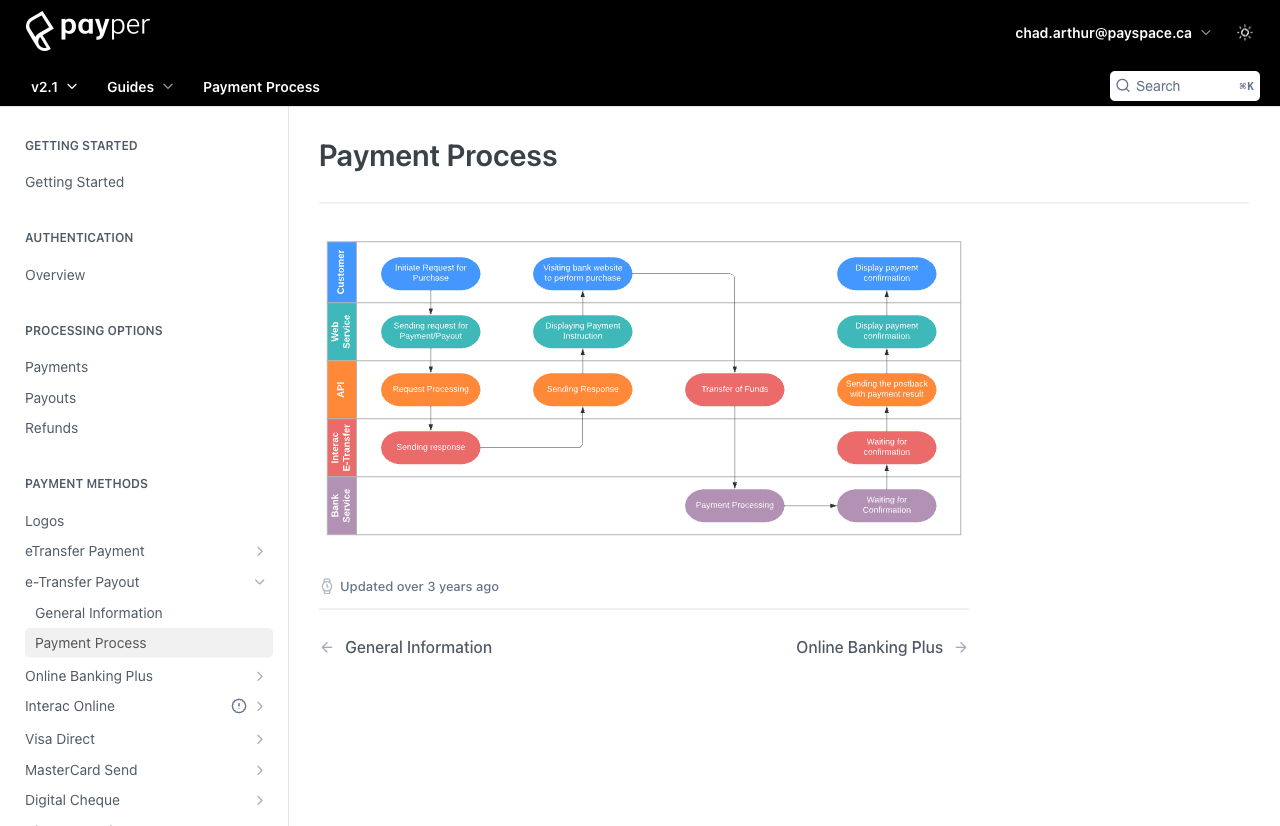 payper
chad.arthur@payspace.ca
v2.1
Guides
Payment Process
Search
⌘K
GETTING STARTED
Getting Started
AUTHENTICATION
Overview
PROCESSING OPTIONS
Payments
Payouts
Refunds
PAYMENT METHODS
Logos
eTransfer Payment
e-Transfer Payout
General Information
Payment Process
Online Banking Plus
Interac Online
Visa Direct
MasterCard Send
Digital Cheque
Payment Process
Customer
Initiate Request for
Purchase
Visiting bank website
to perform purchase
Display payment
confirmation
Web
Service
Sending request for
Payment/Payout
Displaying Payment
Instruction
Display payment
confirmation
API
Request Processing
Sending Response
Transfer of Funds
Sending the postback
with payment result
Interac
E-Transfer
Sending response
Waiting for
confirmation
Bank
Service
Payment Processing
Waiting for
Confirmation
Updated over 3 years ago
← General Information
Online Banking Plus →